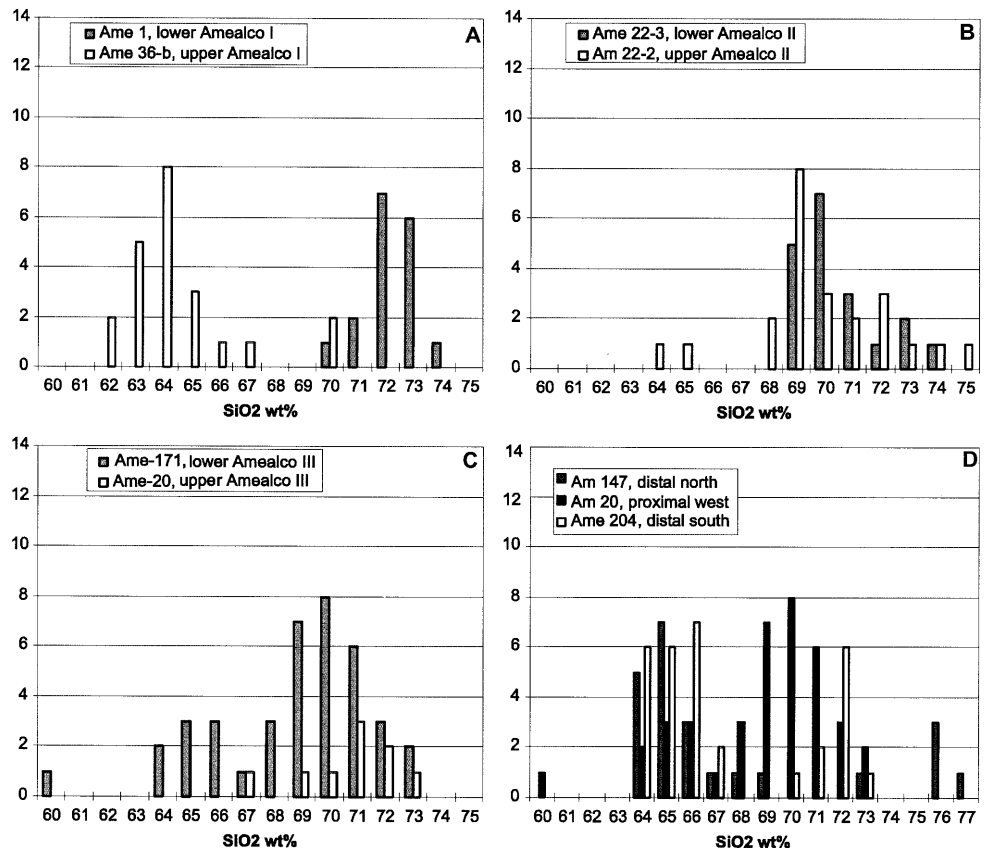 A
Ame 1, lower Amealco I
Ame 36-b, upper Amealco I
14
12
10
8
6
4
2
0
60 61 62 63 64 65 66 67 68 69 70 71 72 73 74 75
SiO2 wt%
B
Ame 22-3, lower Amealco II
Am 22-2, upper Amealco II
14
12
10
8
6
4
2
0
60 61 62 63 64 65 66 67 68 69 70 71 72 73 74 75
SiO2 wt%
C
Ame-171, lower Amealco III
Ame-20, upper Amealco III
14
12
10
8
6
4
2
0
60 61 62 63 64 65 66 67 68 69 70 71 72 73 74 75
SiO2 wt%
D
Am 147, distal north
Am 20, proximal west
Ame 204, distal south
14
12
10
8
6
4
2
0
60 61 62 63 64 65 66 67 68 69 70 71 72 73 74 75 76 77
SiO2 wt%